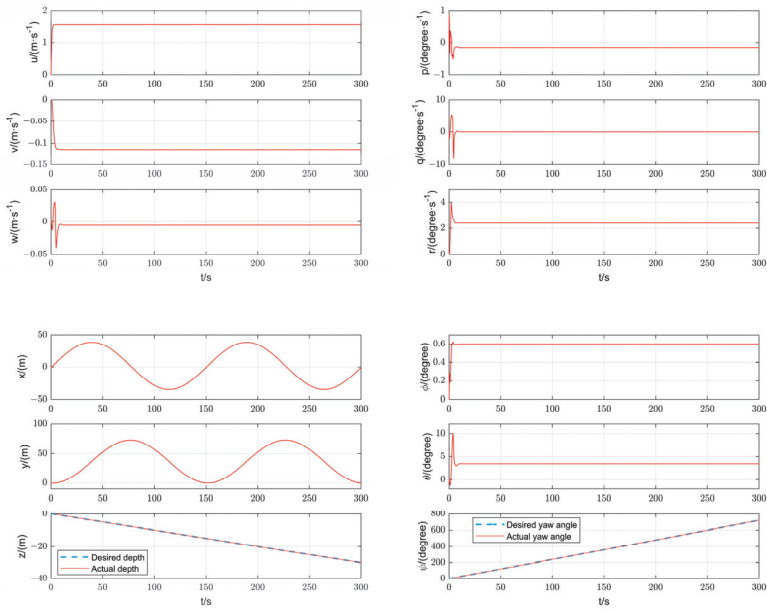 2
1
0
u/(m·s⁻¹)
0 50 100 150 200 250 300
0
−0.05
−0.1
−0.15
v/(m·s⁻¹)
0 50 100 150 200 250 300
0.05
0
−0.05
w/(m·s⁻¹)
0 50 100 150 200 250 300
t/s
1
0
−1
p/(degree·s⁻¹)
0 50 100 150 200 250 300
10
0
−10
q/(degree·s⁻¹)
0 50 100 150 200 250 300
4
2
0
r/(degree·s⁻¹)
0 50 100 150 200 250 300
t/s
50
0
−50
x/(m)
0 50 100 150 200 250 300
100
50
0
y/(m)
0 50 100 150 200 250 300
0
−20
−40
z/(m)
Desired depth
Actual depth
0 50 100 150 200 250 300
t/s
0.6
0.4
0.2
0
ϕ/(degree)
0 50 100 150 200 250 300
10
5
0
θ/(degree)
0 50 100 150 200 250 300
800
600
400
200
0
ψ/(degree)
Desired yaw angle
Actual yaw angle
0 50 100 150 200 250 300
t/s